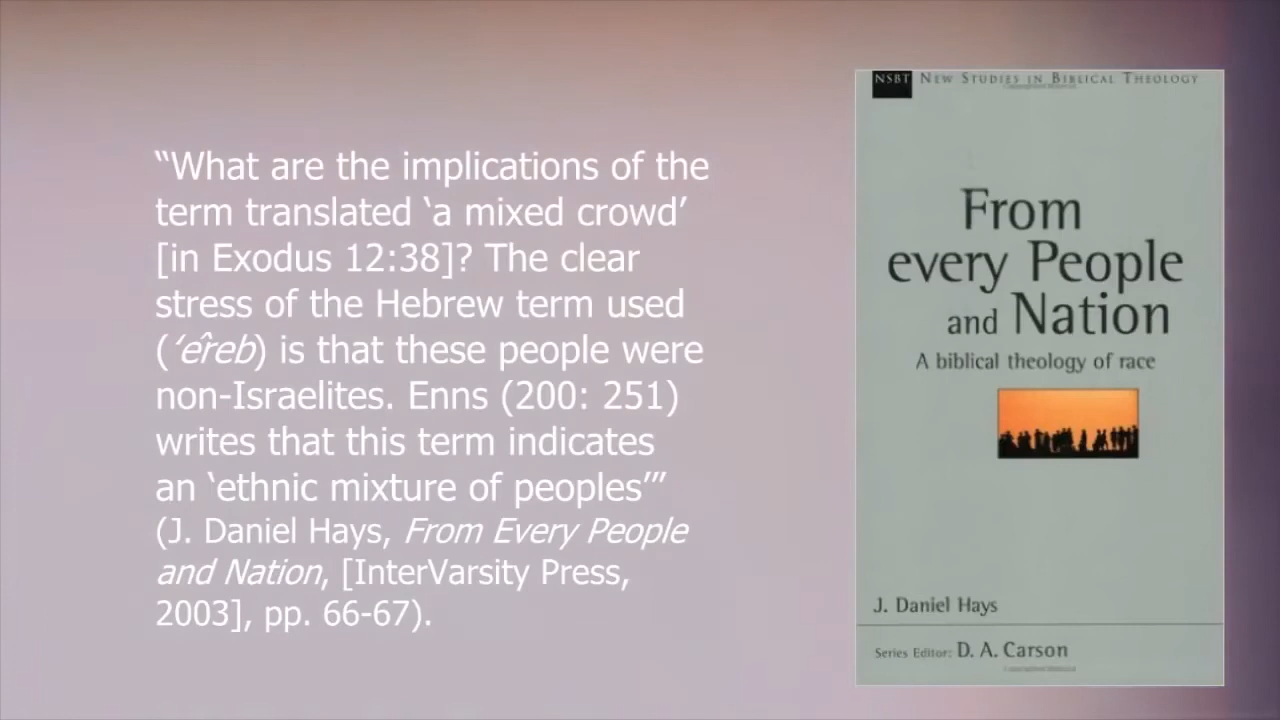 “What are the implications of the
term translated ‘a mixed crowd’
[in Exodus 12:38]? The clear
stress of the Hebrew term used
(‘eîreb) is that these people were
non-Israelites. Enns (200: 251)
writes that this term indicates
an ‘ethnic mixture of peoples’”
(J. Daniel Hays, From Every People
and Nation, [InterVarsity Press,
2003], pp. 66-67).
NSBT New Studies in Biblical Theology
From
every People
and Nation
A biblical theology of race
J. Daniel Hays
Series Editor: D. A. Carson